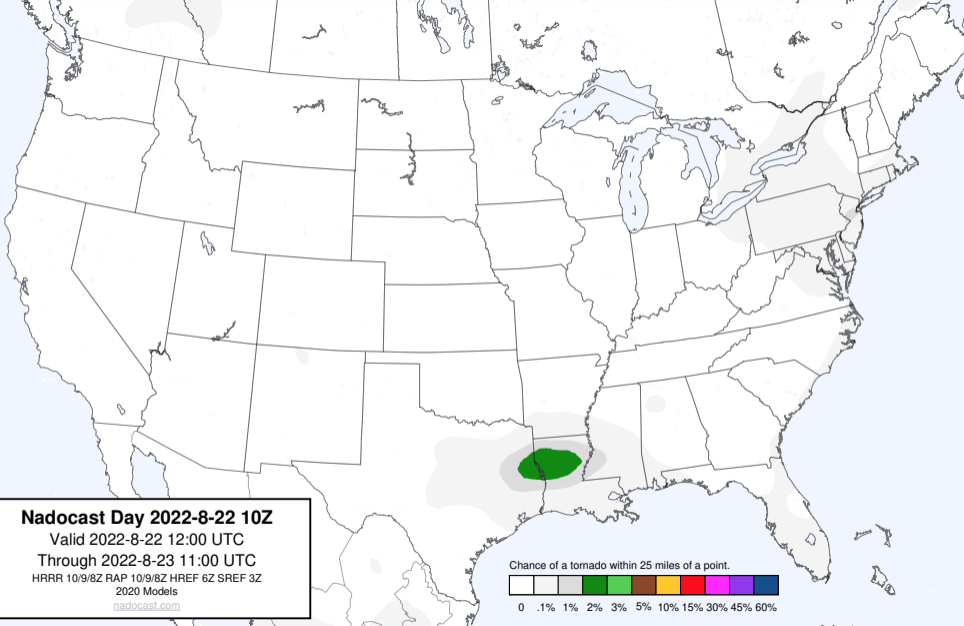 Nadocast Day 2022-8-22 10Z
Valid 2022-8-22 12:00 UTC
Through 2022-8-23 11:00 UTC
HRRR 10/9/8Z RAP 10/9/8Z HREF 6Z SREF 3Z
2020 Models
nadocast.com
Chance of a tornado within 25 miles of a point.
0 .1% 1% 2% 3% 5% 10% 15% 30% 45% 60%